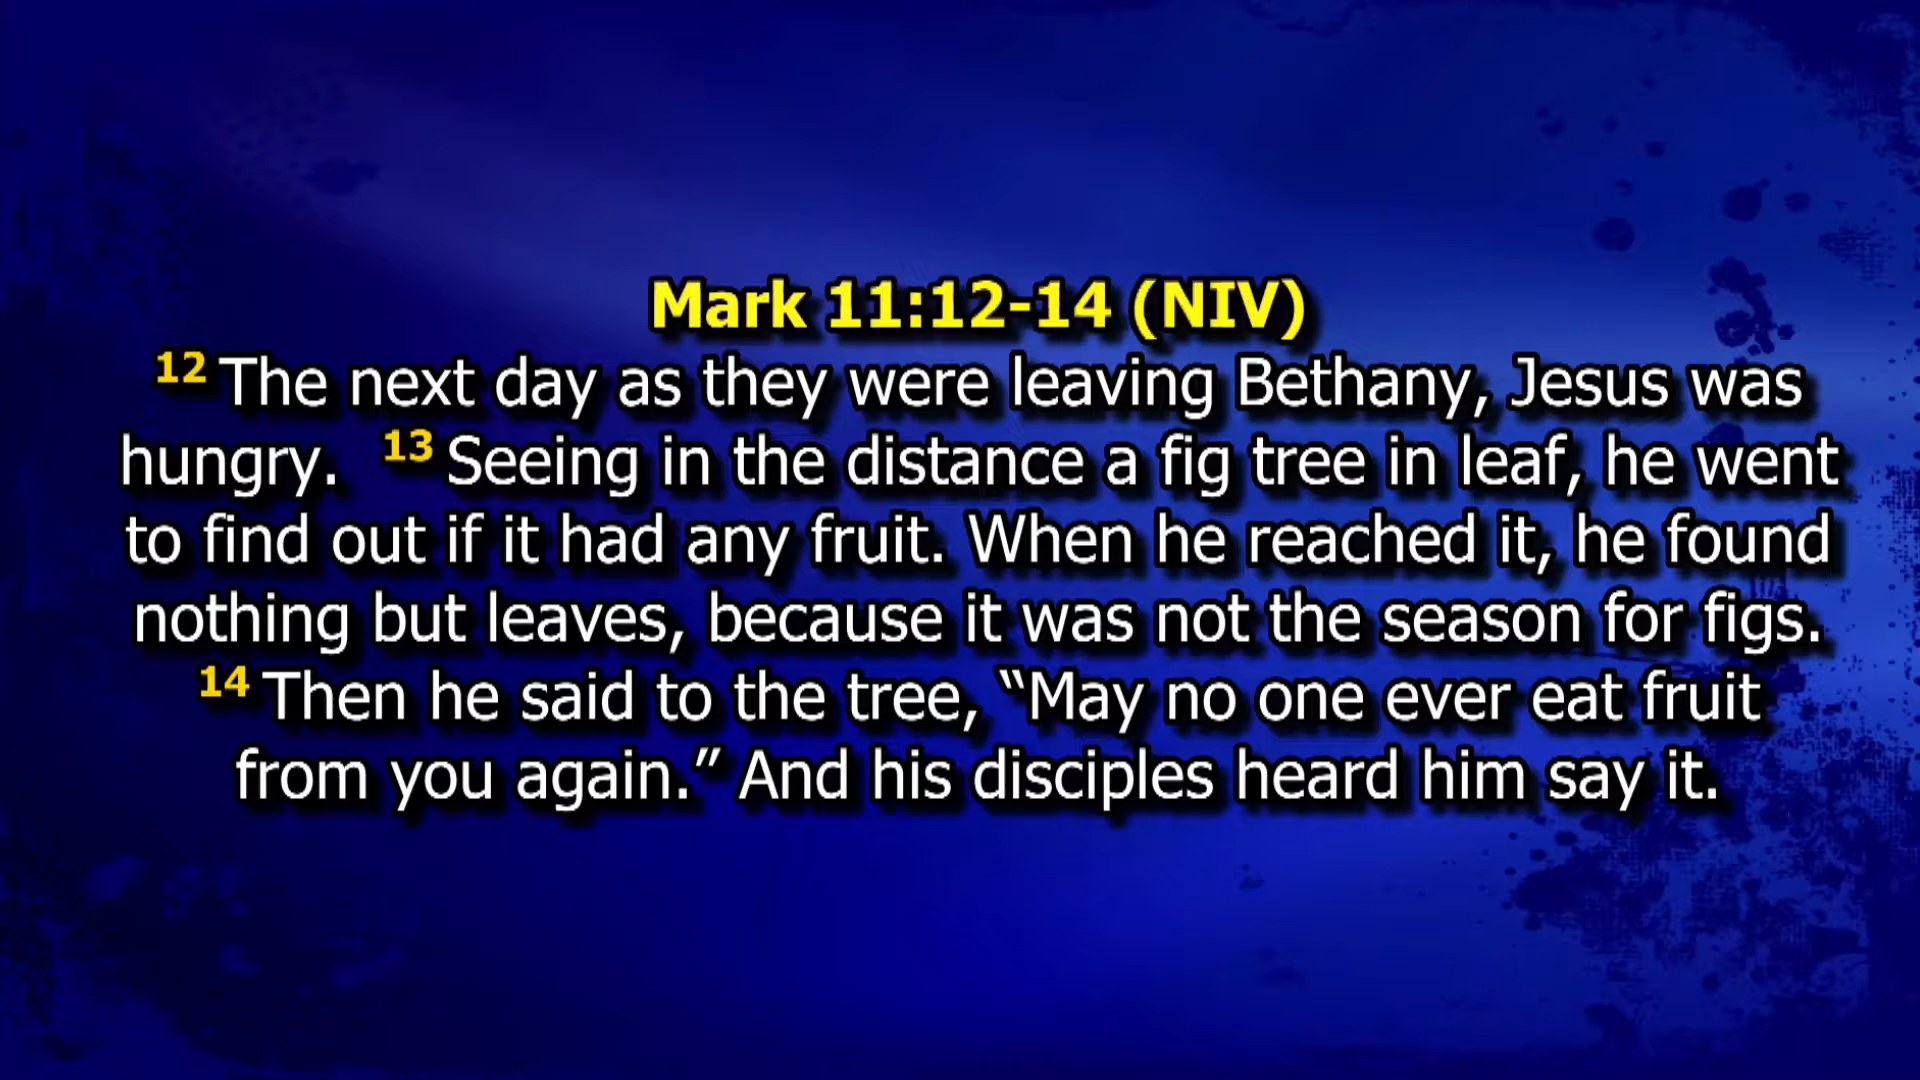 Mark 11:12-14 (NIV)
12 The next day as they were leaving Bethany, Jesus was
hungry. 13 Seeing in the distance a fig tree in leaf, he went
to find out if it had any fruit. When he reached it, he found
nothing but leaves, because it was not the season for figs.
14 Then he said to the tree, “May no one ever eat fruit
from you again.” And his disciples heard him say it.